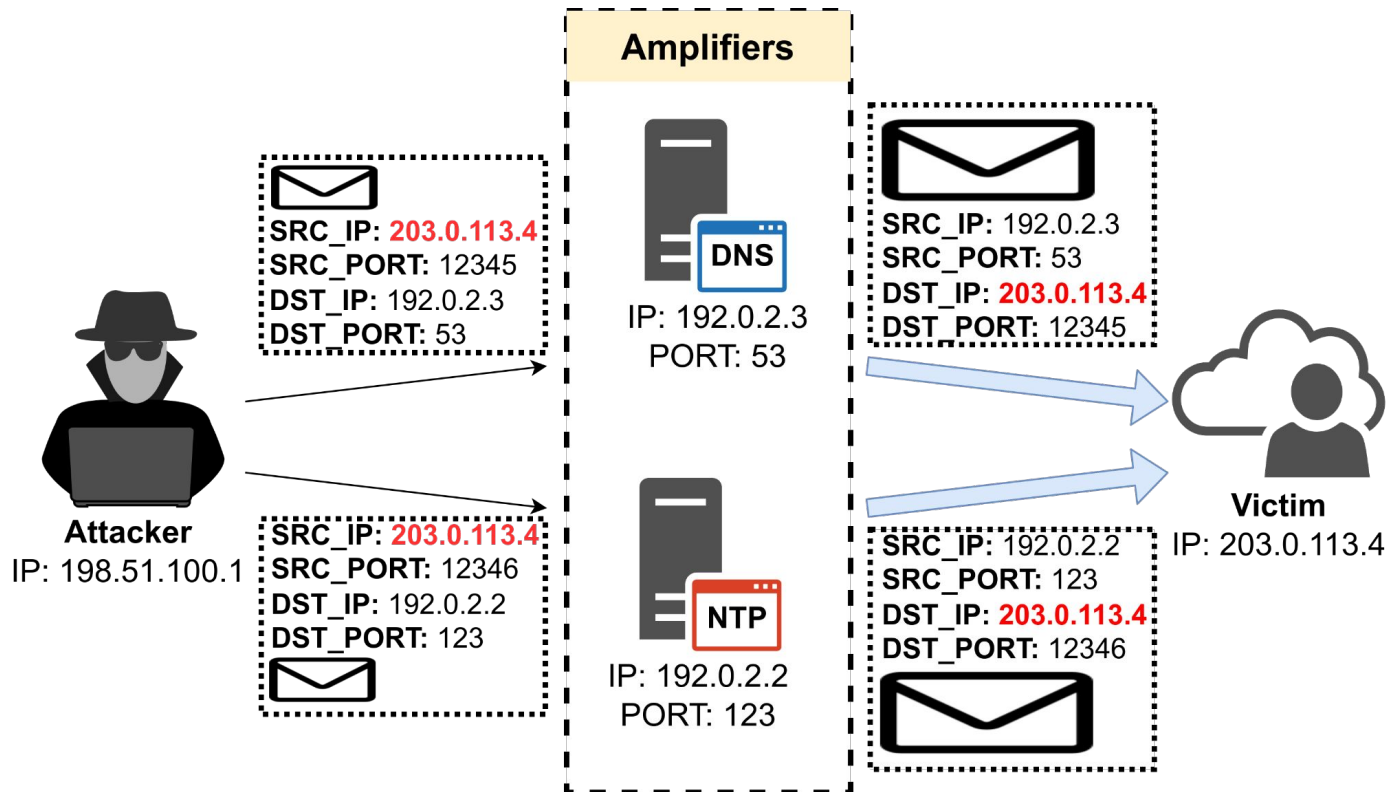 Amplifiers
SRC_IP: 203.0.113.4
SRC_PORT: 12345
DST_IP: 192.0.2.3
DST_PORT: 53
DNS
IP: 192.0.2.3
PORT: 53
SRC_IP: 192.0.2.3
SRC_PORT: 53
DST_IP: 203.0.113.4
DST_PORT: 12345
Attacker
IP: 198.51.100.1
SRC_IP: 203.0.113.4
SRC_PORT: 12346
DST_IP: 192.0.2.2
DST_PORT: 123
NTP
IP: 192.0.2.2
PORT: 123
SRC_IP: 192.0.2.2
SRC_PORT: 123
DST_IP: 203.0.113.4
DST_PORT: 12346
Victim
IP: 203.0.113.4